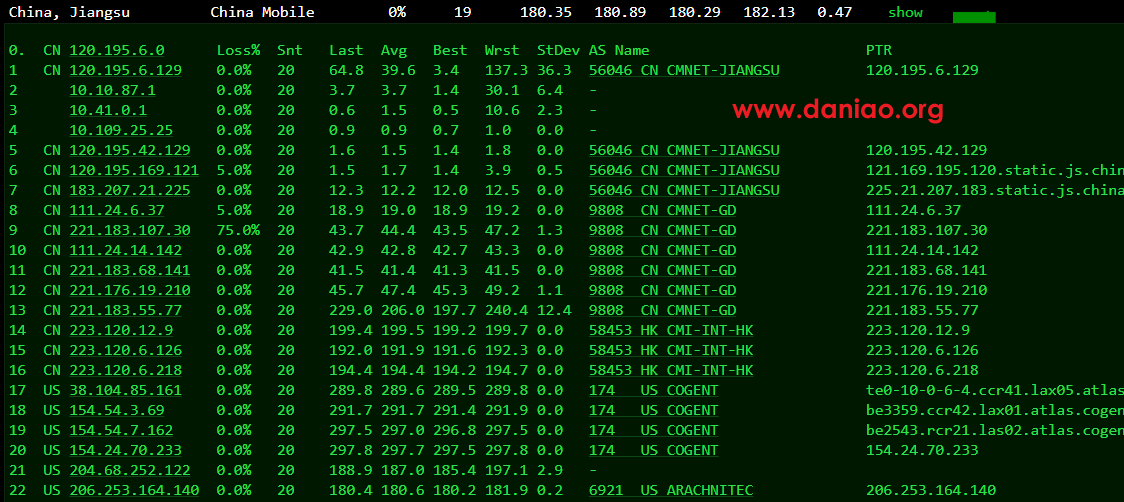 China, Jiangsu China Mobile 0% 19 180.35 180.89 180.29 182.13 0.47 show
0. CN 120.195.6.0 Loss% Snt Last Avg Best Wrst StDev AS Name PTR
1 CN 120.195.6.129 0.0% 20 64.8 39.6 3.4 137.3 36.3 56046 CN CMNET-JIANGSU 120.195.6.129
2 10.10.87.1 0.0% 20 3.7 3.7 1.4 30.1 6.4 -
3 10.41.0.1 0.0% 20 0.6 1.5 0.5 10.6 2.3 -
www.daniao.org
4 10.109.25.25 0.0% 20 0.9 0.9 0.7 1.0 0.0 -
5 CN 120.195.42.129 0.0% 20 1.6 1.5 1.4 1.8 0.0 56046 CN CMNET-JIANGSU 120.195.42.129
6 CN 120.195.169.121 5.0% 20 1.5 1.7 1.4 3.9 0.5 56046 CN CMNET-JIANGSU 121.169.195.120.static.js.chin
7 CN 183.207.21.225 0.0% 20 12.3 12.2 12.0 12.5 0.0 56046 CN CMNET-JIANGSU 225.21.207.183.static.js.china
8 CN 111.24.6.37 5.0% 20 18.9 19.0 18.9 19.2 0.0 9808 CN CMNET-GD 111.24.6.37
9 CN 221.183.107.30 75.0% 20 43.7 44.4 43.5 47.2 1.3 9808 CN CMNET-GD 221.183.107.30
10 CN 111.24.14.142 0.0% 20 42.9 42.8 42.7 43.3 0.0 9808 CN CMNET-GD 111.24.14.142
11 CN 221.183.68.141 0.0% 20 41.5 41.4 41.3 41.5 0.0 9808 CN CMNET-GD 221.183.68.141
12 CN 221.176.19.210 0.0% 20 45.7 47.4 45.3 49.2 1.1 9808 CN CMNET-GD 221.176.19.210
13 CN 221.183.55.77 0.0% 20 229.0 206.0 197.7 240.4 12.4 9808 CN CMNET-GD 221.183.55.77
14 CN 223.120.12.9 0.0% 20 199.4 199.5 199.2 199.7 0.0 58453 HK CMI-INT-HK 223.120.12.9
15 CN 223.120.6.126 0.0% 20 192.0 191.9 191.6 192.3 0.0 58453 HK CMI-INT-HK 223.120.6.126
16 CN 223.120.6.218 0.0% 20 194.4 194.4 194.2 194.7 0.0 58453 HK CMI-INT-HK 223.120.6.218
17 US 38.104.85.161 0.0% 20 289.8 289.6 289.5 289.8 0.0 174 US COGENT te0-10-0-6-4.ccr41.lax05.atlas
18 US 154.54.3.69 0.0% 20 291.7 291.7 291.4 291.9 0.0 174 US COGENT be3359.ccr42.lax01.atlas.cogen
19 US 154.54.7.162 0.0% 20 297.5 297.0 296.8 297.5 0.0 174 US COGENT be2543.rcr21.las02.atlas.cogen
20 US 154.24.70.233 0.0% 20 297.8 297.7 297.5 297.8 0.0 174 US COGENT 154.24.70.233
21 US 204.68.252.122 0.0% 20 188.9 187.0 185.4 197.1 2.9 -
22 US 206.253.164.140 0.0% 20 180.4 180.6 180.2 181.9 0.2 6921 US ARACHNITEC 206.253.164.140